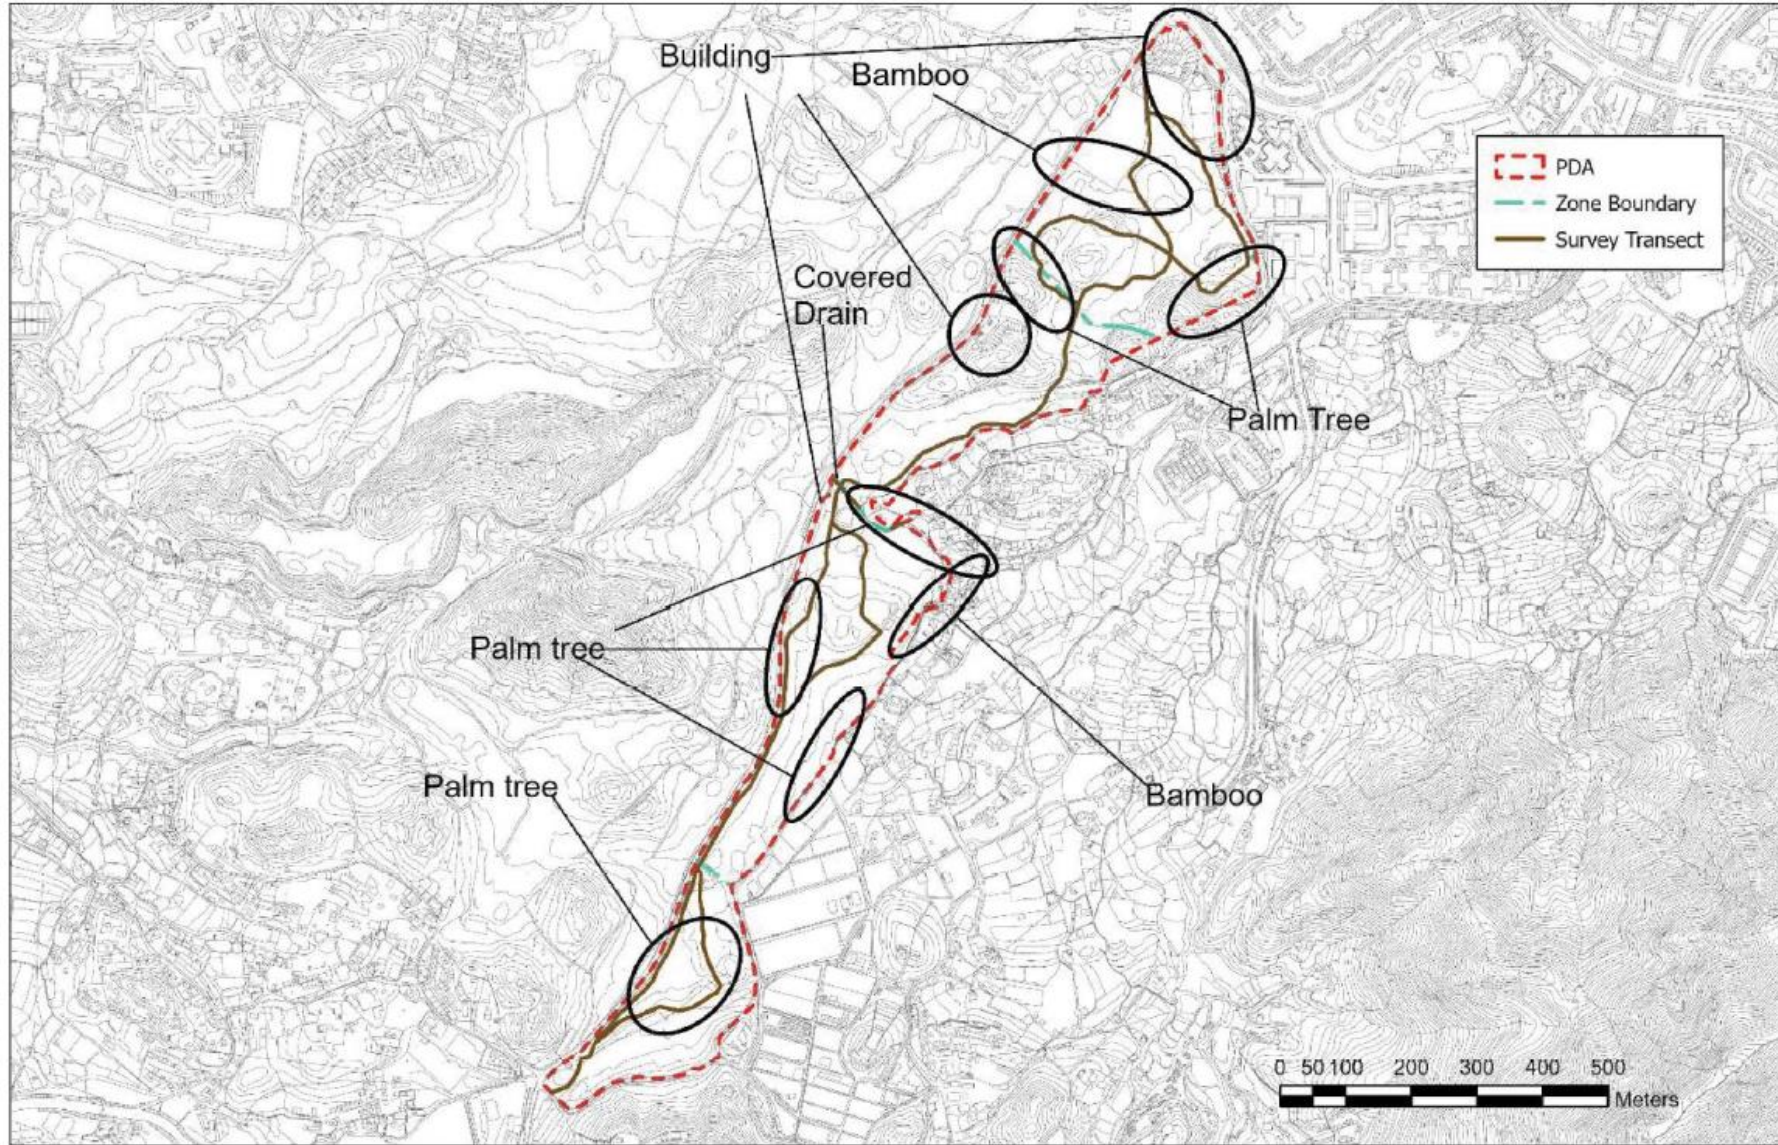 Building
Bamboo
PDA
Zone Boundary
Survey Transect
Covered
Drain
Palm Tree
Palm tree
Palm tree
Bamboo
0 50 100 200 300 400 500
Meters